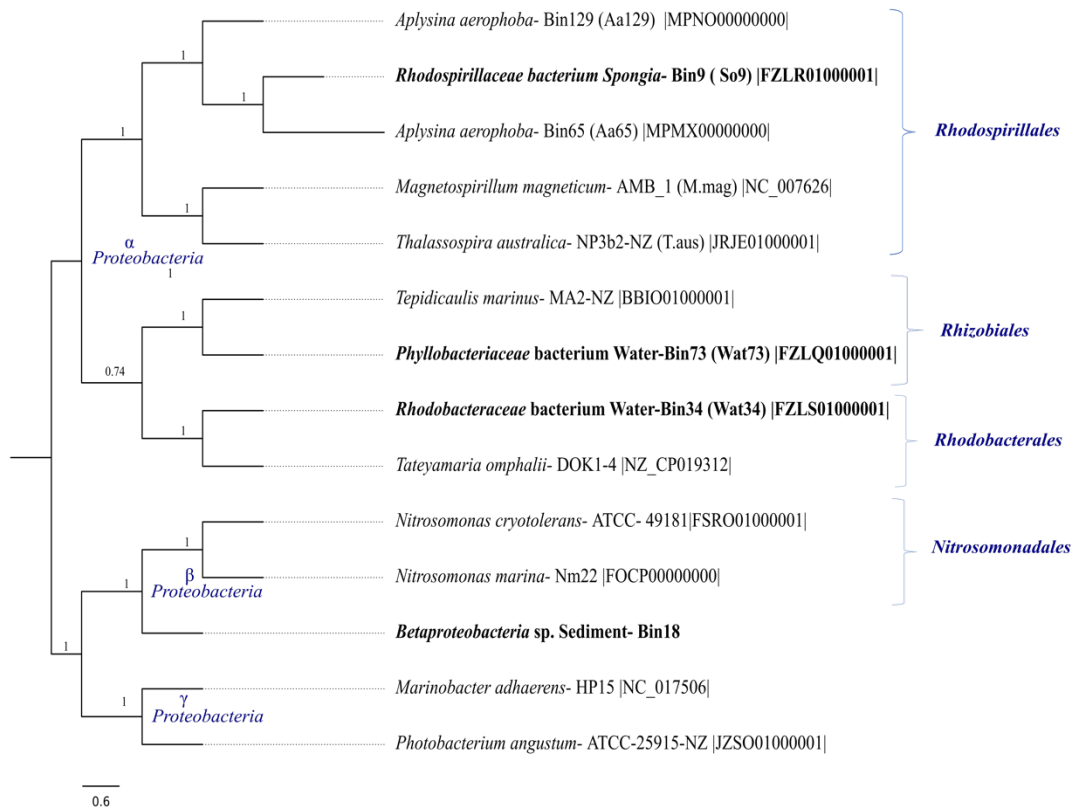 Aplysina aerophoba- Bin129 (Aa129) |MPNO00000000|
1
Rhodospirillaceae bacterium Spongia- Bin9 ( So9) |FZLR01000001|
1
Aplysina aerophoba- Bin65 (Aa65) |MPMX00000000|
1
Rhodospirillales
Magnetospirillum magneticum- AMB_1 (M.mag) |NC_007626|
1
Thalassospira australica- NP3b2-NZ (T.aus) |JRJE01000001|
α
Proteobacteria
1
Tepidicaulis marinus- MA2-NZ |BBIO01000001|
1
Rhizobiales
Phyllobacteriaceae bacterium Water-Bin73 (Wat73) |FZLQ01000001|
0.74
Rhodobacteraceae bacterium Water-Bin34 (Wat34) |FZLS01000001|
1
Rhodobacterales
Tateyamaria omphalii- DOK1-4 |NZ_CP019312|
Nitrosomonas cryotolerans- ATCC- 49181|FSRO01000001|
1
Nitrosomonadales
Nitrosomonas marina- Nm22 |FOCP00000000|
1
β
Proteobacteria
Betaproteobacteria sp. Sediment- Bin18
1
Marinobacter adhaerens- HP15 |NC_017506|
1
γ
Proteobacteria
Photobacterium angustum- ATCC-25915-NZ |JZSO01000001|
0.6